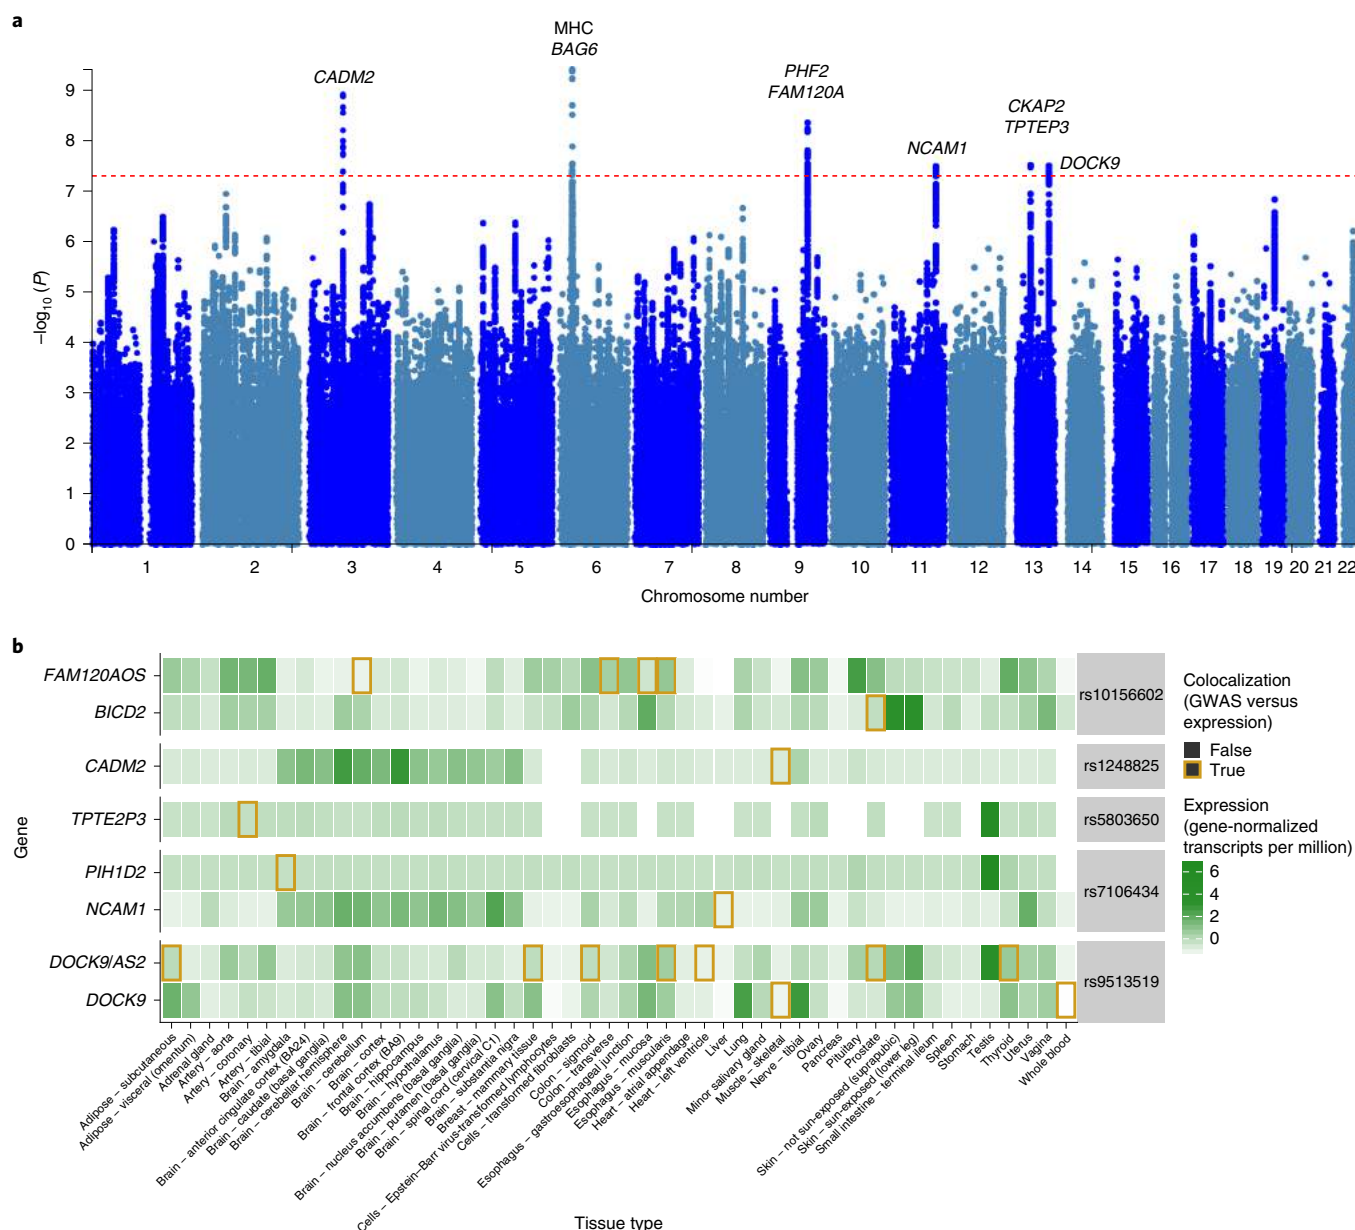 a
MHC
BAG6
CADM2
PHF2
FAM120A
CKAP2
TPTEP3
NCAM1
DOCK9
9
8
7
6
5
4
3
2
1
0
–log10 (P)
1 2 3 4 5 6 7 8 9 10 11 12 13 14 15 16 17 18 19 20 21 22
Chromosome number
b
FAM120AOS
BICD2
CADM2
TPTE2P3
PIH1D2
NCAM1
DOCK9/AS2
DOCK9
Gene
rs10156602
rs1248825
rs5803650
rs7106434
rs9513519
Colocalization
(GWAS versus
expression)
False
True
Expression
(gene-normalized
transcripts per million)
6
4
2
0
Adipose – subcutaneous
Adipose – visceral (omentum)
Adrenal gland
Artery – aorta
Artery – coronary
Artery – tibial
Brain – amygdala
Brain – anterior cingulate cortex (BA24)
Brain – caudate (basal ganglia)
Brain – cerebellar hemisphere
Brain – cerebellum
Brain – cortex
Brain – frontal cortex (BA9)
Brain – hippocampus
Brain – hypothalamus
Brain – nucleus accumbens (basal ganglia)
Brain – putamen (basal ganglia)
Brain – spinal cord (cervical C1)
Brain – substantia nigra
Breast – mammary tissue
Cells – Epstein–Barr virus-transformed lymphocytes
Cells – transformed fibroblasts
Colon – sigmoid
Colon – transverse
Esophagus – gastroesophageal junction
Esophagus – mucosa
Esophagus – muscularis
Heart – atrial appendage
Heart – left ventricle
Liver
Lung
Minor salivary gland
Muscle – skeletal
Nerve – tibial
Ovary
Pancreas
Pituitary
Prostate
Skin – not sun-exposed (suprapubic)
Skin – sun-exposed (lower leg)
Small intestine – terminal ileum
Spleen
Stomach
Testis
Thyroid
Uterus
Vagina
Whole blood
Tissue type